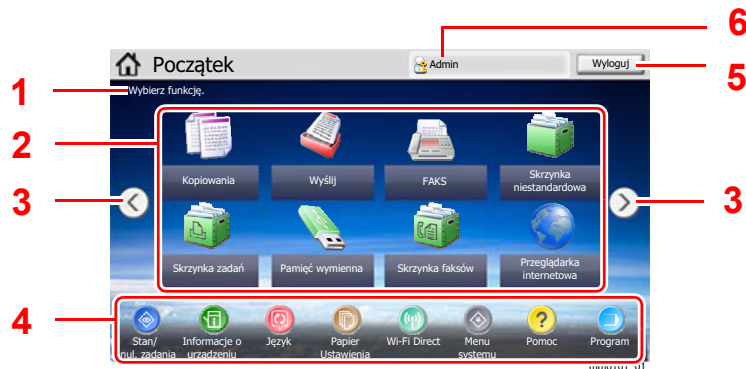 6
Początek
Admin
Wyloguj
5
1
Wybierz funkcję.
2
Kopiowania
Wyślij
FAKS
Skrzynka
niestandardowa
3
3
Skrzynka zadań
Pamięć wymienna
Skrzynka faksów
Przeglądarka
internetowa
4
Stan/
nul. zadania
Informacje o
urządzeniu
Język
Papier
Ustawienia
Wi-Fi Direct
Menu
systemu
?
Pomoc
Program